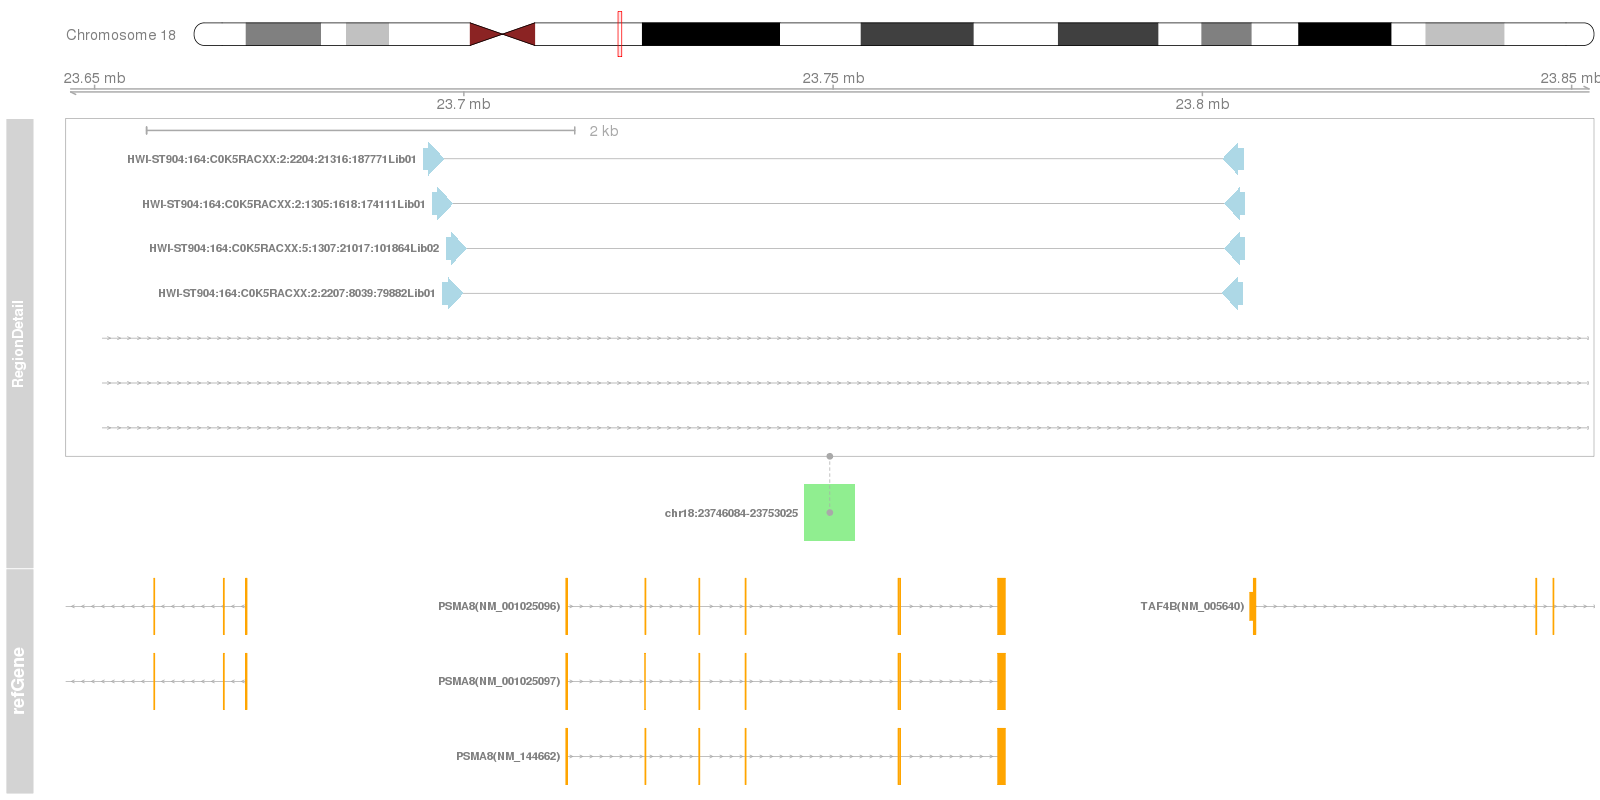 Chromosome 18
23.65 mb
23.75 mb
23.85 mb
23.7 mb
23.8 mb
RegionDetail
2 kb
HWI-ST904:164:C0K5RACXX:2:2204:21316:187771Lib01
HWI-ST904:164:C0K5RACXX:2:1305:1618:174111Lib01
HWI-ST904:164:C0K5RACXX:5:1307:21017:101864Lib02
HWI-ST904:164:C0K5RACXX:2:2207:8039:79882Lib01
chr18:23746084-23753025
refGene
PSMA8(NM_001025096)
TAF4B(NM_005640)
PSMA8(NM_001025097)
PSMA8(NM_144662)